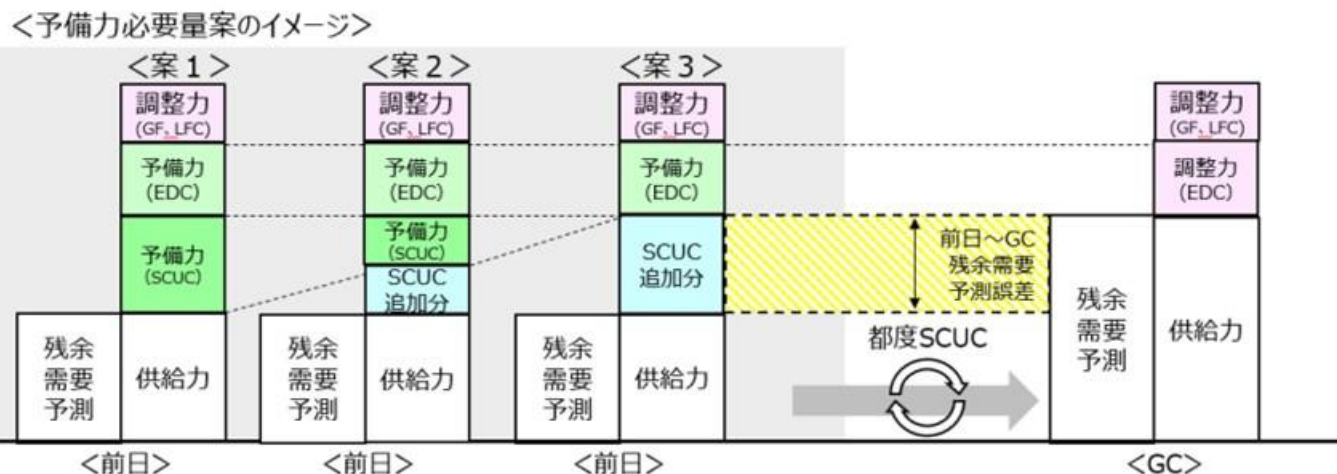 <予備力必要量案のイメージ>
<案1>
調整力
(GF、LFC)
予備力
(EDC)
予備力
(SCUC)
残余
需要
予測
供給力
<前日>
<案2>
調整力
(GF、LFC)
予備力
(EDC)
予備力
(SCUC)
SCUC
追加分
残余
需要
予測
供給力
<前日>
<案3>
調整力
(GF、LFC)
予備力
(EDC)
SCUC
追加分
残余
需要
予測
供給力
<前日>
前日~GC
残余需要
予測誤差
都度SCUC
調整力
(GF、LFC)
調整力
(EDC)
残余
需要
予測
供給力
<GC>